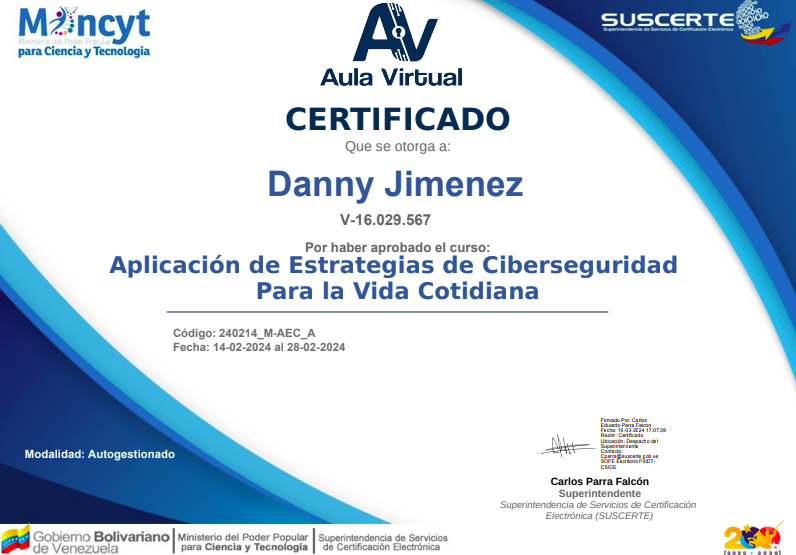 Mincyt
Ministerio del Poder Popular
para Ciencia y Tecnología
SUSCERTE
Superintendencia de Servicios de Certificación Electrónica
AV
Aula Virtual
CERTIFICADO
Que se otorga a:
Danny Jimenez
V-16.029.567
Por haber aprobado el curso:
Aplicación de Estrategias de Ciberseguridad
Para la Vida Cotidiana
Código: 240214_M-AEC_A
Fecha: 14-02-2024 al 28-02-2024
Modalidad: Autogestionado
Firmado Por: Carlos
Eduardo Parra Falcon
Fecha: 16-03-2024 17:07:39
Razón: Certificado
Ubicación: Despacho del
Superintendente
Contacto:
Cparra@suscerte.gob.ve
SOFE Escritorio
CSICE
Carlos Parra Falcón
Superintendente
Superintendencia de Servicios de Certificación
Electrónica (SUSCERTE)
Gobierno Bolivariano
de Venezuela
Ministerio del Poder Popular
para Ciencia y Tecnología
Superintendencia de Servicios
de Certificación Electrónica
200